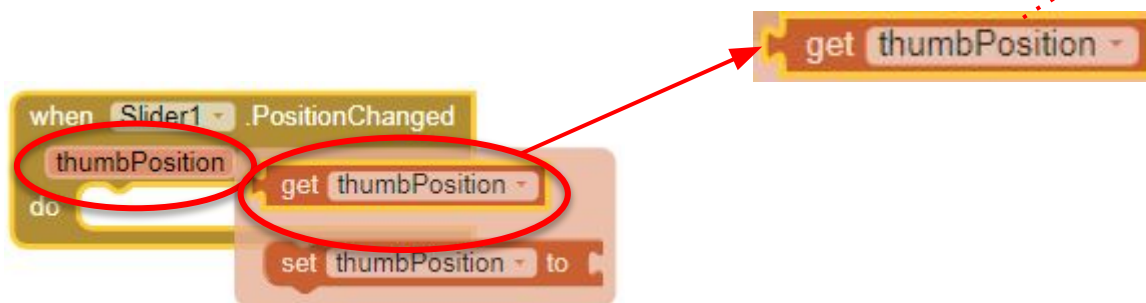 get thumbPosition
when Slider1 .PositionChanged
thumbPosition
get thumbPosition
do
set thumbPosition to